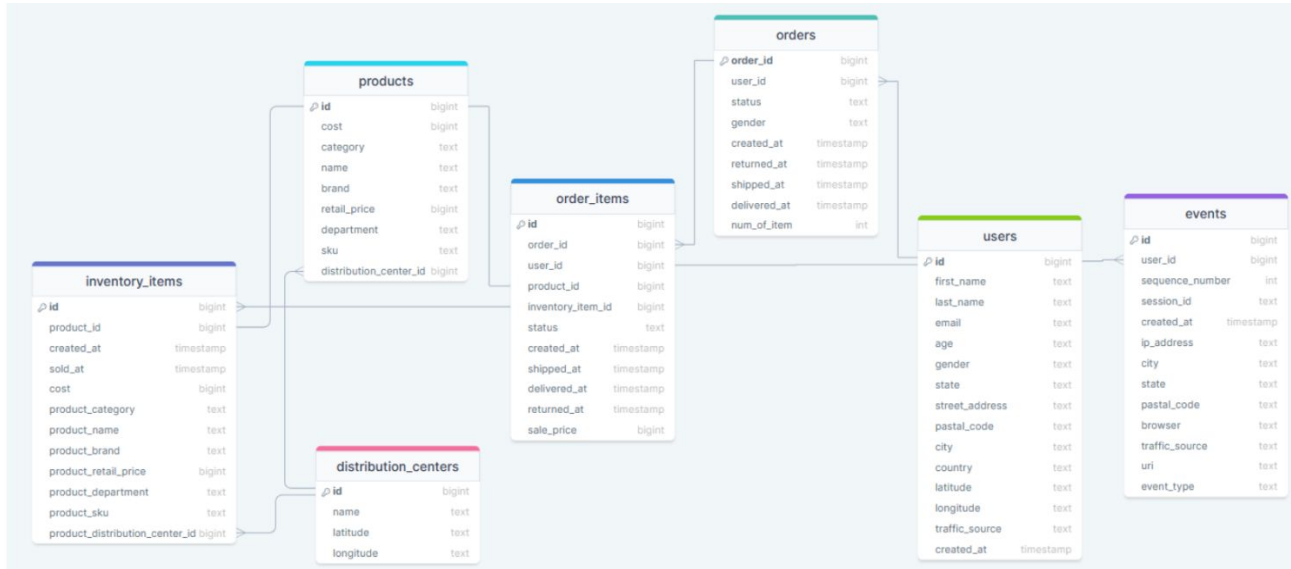 orders
order_id bigint
user_id bigint
status text
gender text
created_at timestamp
returned_at timestamp
shipped_at timestamp
delivered_at timestamp
num_of_item int
products
id bigint
cost bigint
category text
name text
brand text
retail_price bigint
department text
sku text
distribution_center_id bigint
order_items
id bigint
order_id bigint
user_id bigint
product_id bigint
inventory_item_id bigint
status text
created_at timestamp
shipped_at timestamp
delivered_at timestamp
returned_at timestamp
sale_price bigint
events
id bigint
user_id bigint
sequence_number int
session_id text
created_at timestamp
ip_address text
city text
state text
pastal_code text
browser text
traffic_source text
uri text
event_type text
users
id bigint
first_name text
last_name text
email text
age text
gender text
state text
street_address text
pastal_code text
city text
country text
latitude text
longitude text
traffic_source text
created_at timestamp
inventory_items
id bigint
product_id bigint
created_at timestamp
sold_at timestamp
cost bigint
product_category text
product_name text
product_brand text
product_retail_price bigint
product_department text
product_sku text
product_distribution_center_id bigint
distribution_centers
id bigint
name text
latitude text
longitude text